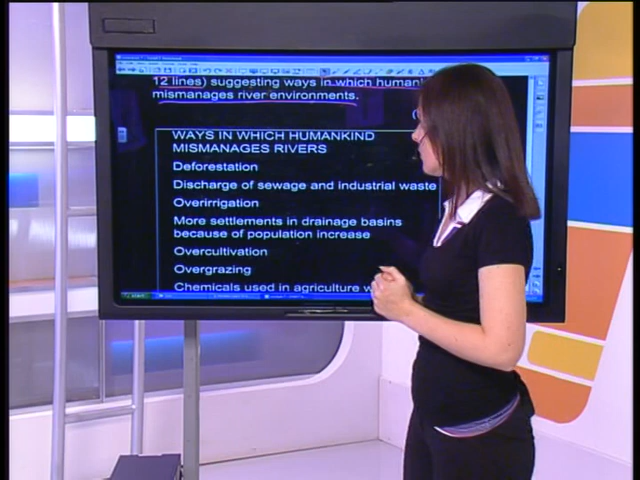 12 lines) suggesting ways in which human
mismanages river environments.
WAYS IN WHICH HUMANKIND
MISMANAGES RIVERS
Deforestation
Discharge of sewage and industrial waste
Overirrigation
More settlements in drainage basins
because of population increase
Overcultivation
Overgrazing
Chemicals used in agriculture w